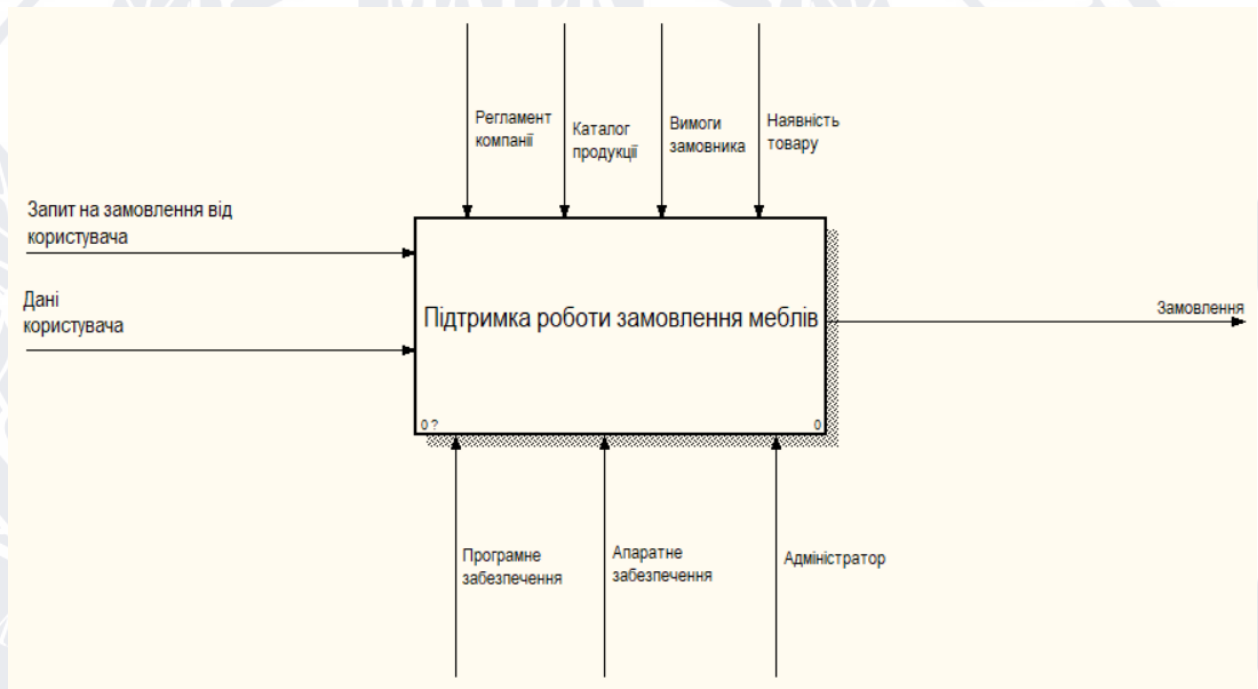 Регламент
компанії
Каталог
продукції
Вимоги
замовника
Наявність
товару
Запит на замовлення від
користувача
Дані
користувача
Підтримка роботи замовлення меблів
Замовлення
0 ?
0
Програмне
забезпечення
Апаратне
забезпечення
Адміністратор